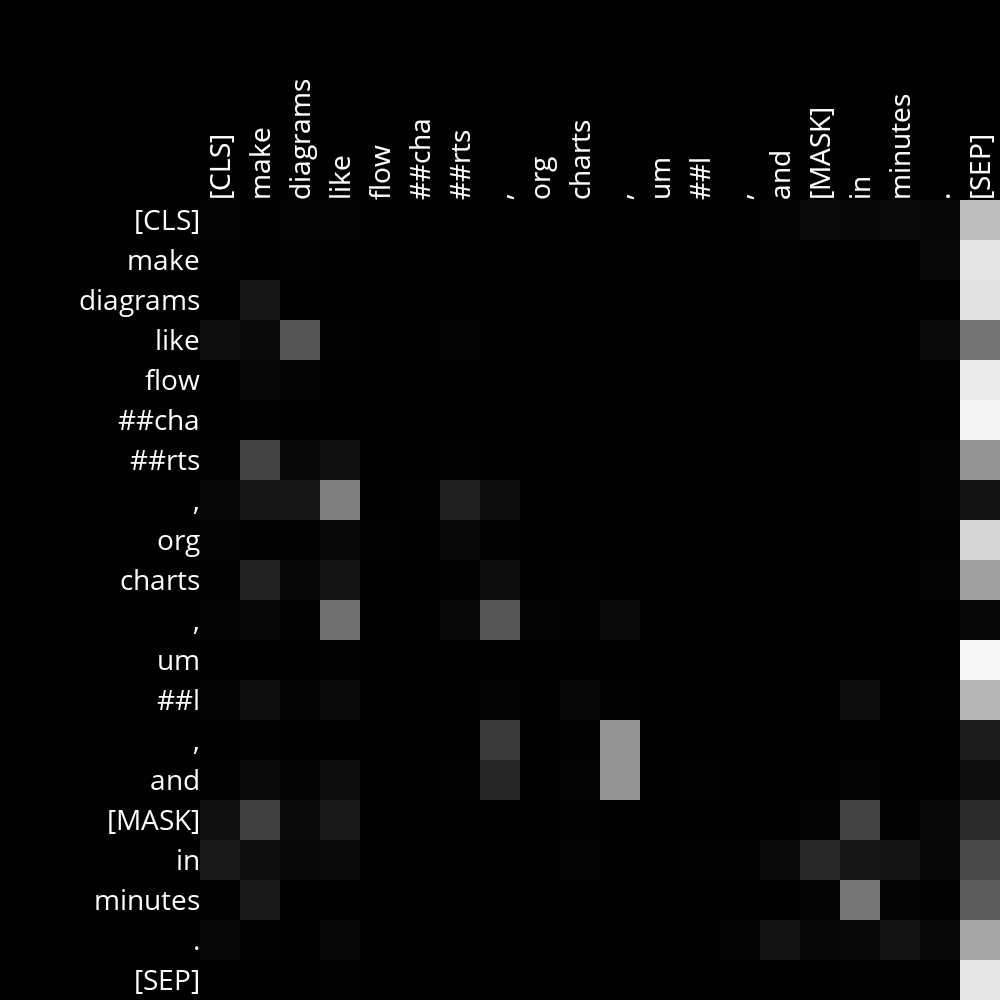 [CLS] make diagrams like flow ##cha ##rts , org charts , um ##l , and [MASK] in minutes . [SEP]
[CLS]
make
diagrams
like
flow
##cha
##rts
,
org
charts
,
um
##l
,
and
[MASK]
in
minutes
.
[SEP]